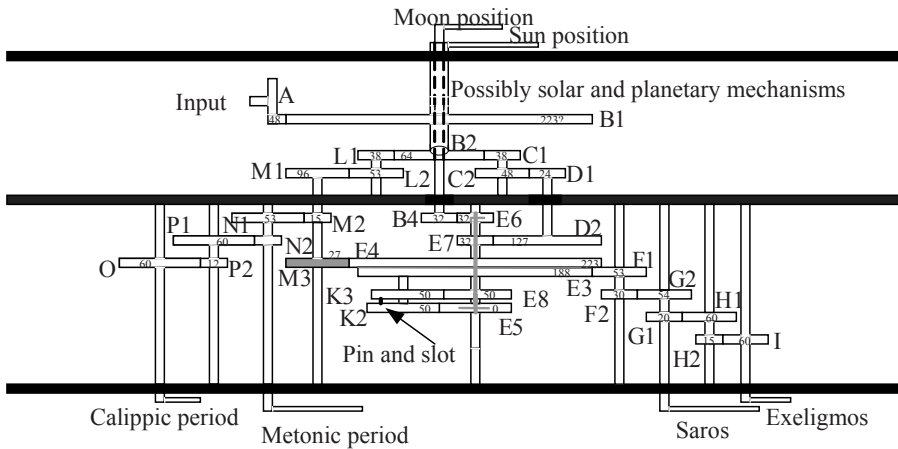 Moon position
Sun position
Possibly solar and planetary mechanisms
Input
A
48
223?
B1
B2
L1
38
64
38
C1
M1
96
53
L2
C2
48
24
D1
P1
N1
53
15
M2
B4
32
32
E6
60
N2
E7
32
127
D2
O
60
12
P2
M3
27
E4
223
F1
188
E3
53
K3
50
50
E8
30
F2
54
G2
K2
50
0
E5
G1
20
60
H1
Pin and slot
H2
15
60
I
Calippic period
Metonic period
Saros
Exeligmos